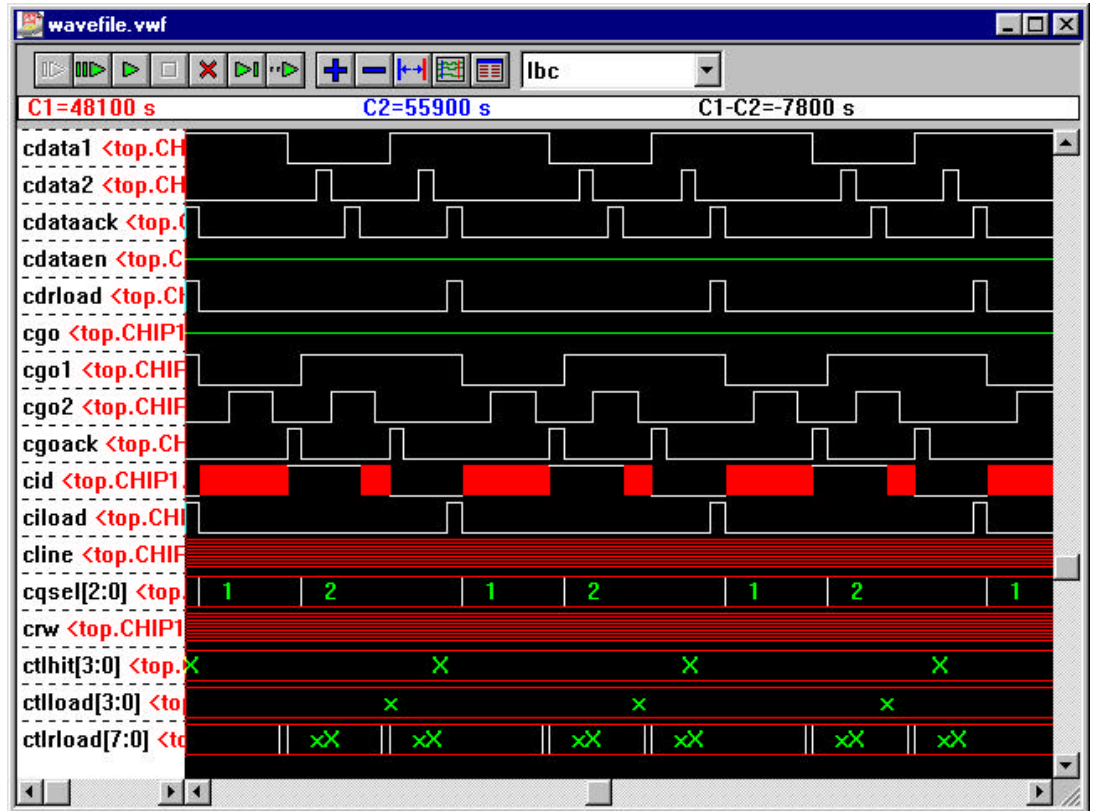 wavefile.vwf
lbc
C1=48100 s C2=55900 s C1-C2=-7800 s
cdata1 <top.CH
cdata2 <top.CH
cdataack <top.C
cdataen <top.C
cdrload <top.CH
cgo <top.CHIP1
cgo1 <top.CHIP
cgo2 <top.CHIP
cgoack <top.CH
cid <top.CHIP1.
ciload <top.CHI
cline <top.CHIP
cqsel[2:0] <top. 1 2 1 2 1 2 1
crw <top.CHIP1
ctlhit[3:0] <top. X X X X
ctlload[3:0] <to x x x
ctlrload[7:0] <to xX xX xX xX xX xX